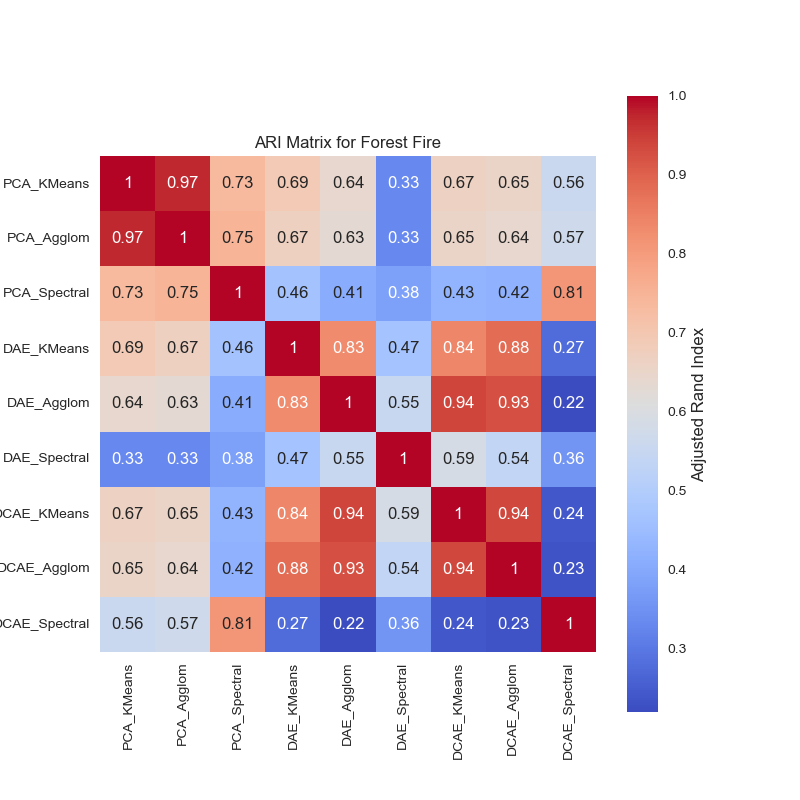 ARI Matrix for Forest Fire
PCA_KMeans 1 0.97 0.73 0.69 0.64 0.33 0.67 0.65 0.56
PCA_Agglom 0.97 1 0.75 0.67 0.63 0.33 0.65 0.64 0.57
PCA_Spectral 0.73 0.75 1 0.46 0.41 0.38 0.43 0.42 0.81
DAE_KMeans 0.69 0.67 0.46 1 0.83 0.47 0.84 0.88 0.27
DAE_Agglom 0.64 0.63 0.41 0.83 1 0.55 0.94 0.93 0.22
DAE_Spectral 0.33 0.33 0.38 0.47 0.55 1 0.59 0.54 0.36
DCAE_KMeans 0.67 0.65 0.43 0.84 0.94 0.59 1 0.94 0.24
DCAE_Agglom 0.65 0.64 0.42 0.88 0.93 0.54 0.94 1 0.23
DCAE_Spectral 0.56 0.57 0.81 0.27 0.22 0.36 0.24 0.23 1
PCA_KMeans
PCA_Agglom
PCA_Spectral
DAE_KMeans
DAE_Agglom
DAE_Spectral
DCAE_KMeans
DCAE_Agglom
DCAE_Spectral
1.0
0.9
0.8
0.7
0.6
0.5
0.4
0.3
Adjusted Rand Index